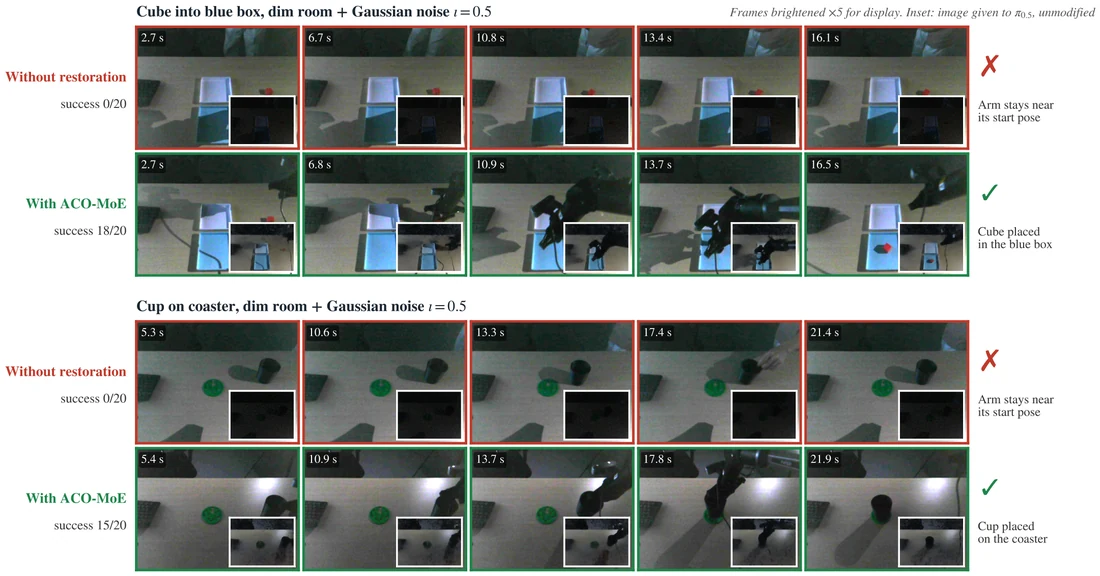 Cube into blue box, dim room + Gaussian noise ι = 0.5
Frames brightened ×5 for display. Inset: image given to π0.5, unmodified
Without restoration
success 0/20
2.7 s
6.7 s
10.8 s
13.4 s
16.1 s
✗
Arm stays near
its start pose
With ACO-MoE
success 18/20
2.7 s
6.8 s
10.9 s
13.7 s
16.5 s
✓
Cube placed
in the blue box
Cup on coaster, dim room + Gaussian noise ι = 0.5
Without restoration
success 0/20
5.3 s
10.6 s
13.3 s
17.4 s
21.4 s
✗
Arm stays near
its start pose
With ACO-MoE
success 15/20
5.4 s
10.9 s
13.7 s
17.8 s
21.9 s
✓
Cup placed
on the coaster